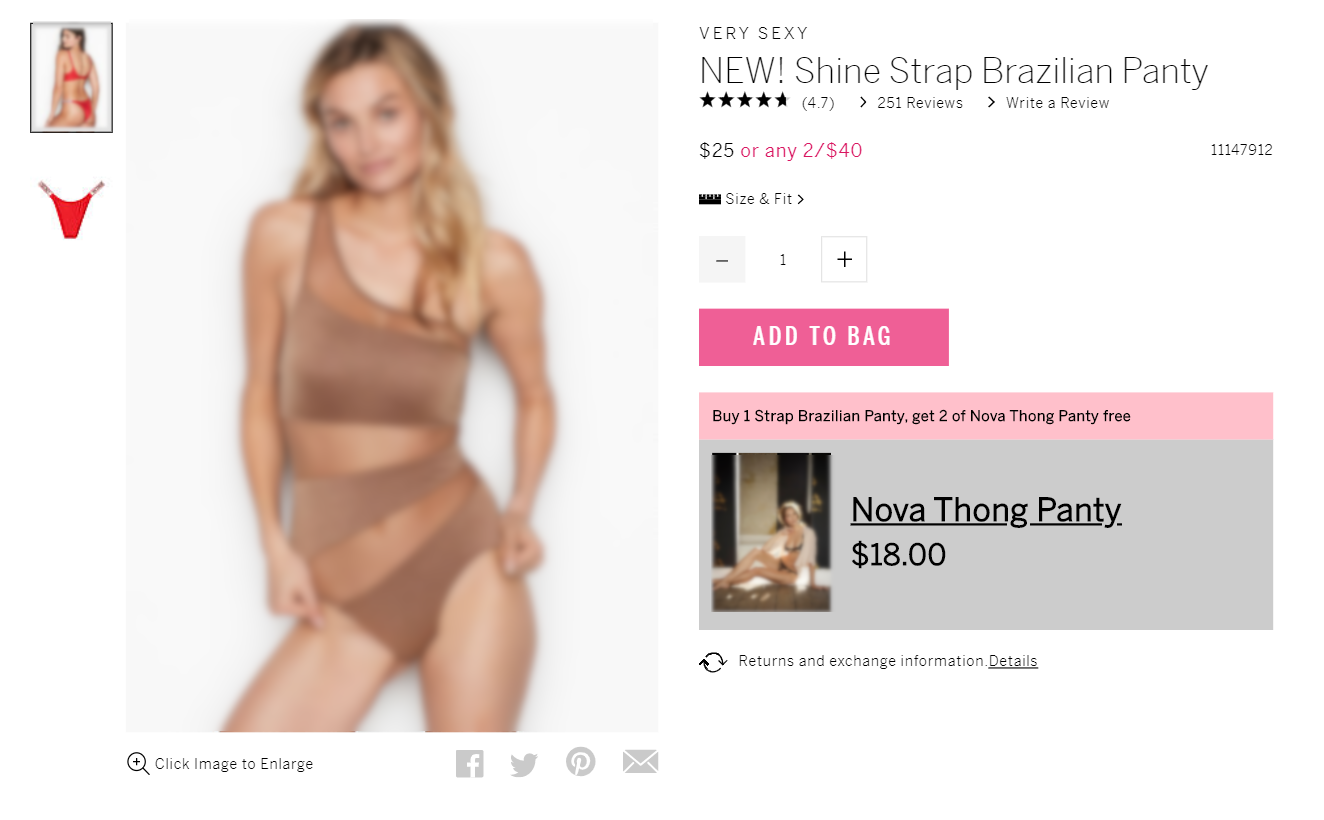 VERY SEXY
NEW! Shine Strap Brazilian Panty
(4.7) > 251 Reviews > Write a Review
$25 or any 2/$40 11147912
Size & Fit >
− 1 +
ADD TO BAG
Buy 1 Strap Brazilian Panty, get 2 of Nova Thong Panty free
Nova Thong Panty
$18.00
Returns and exchange information.Details
Click Image to Enlarge